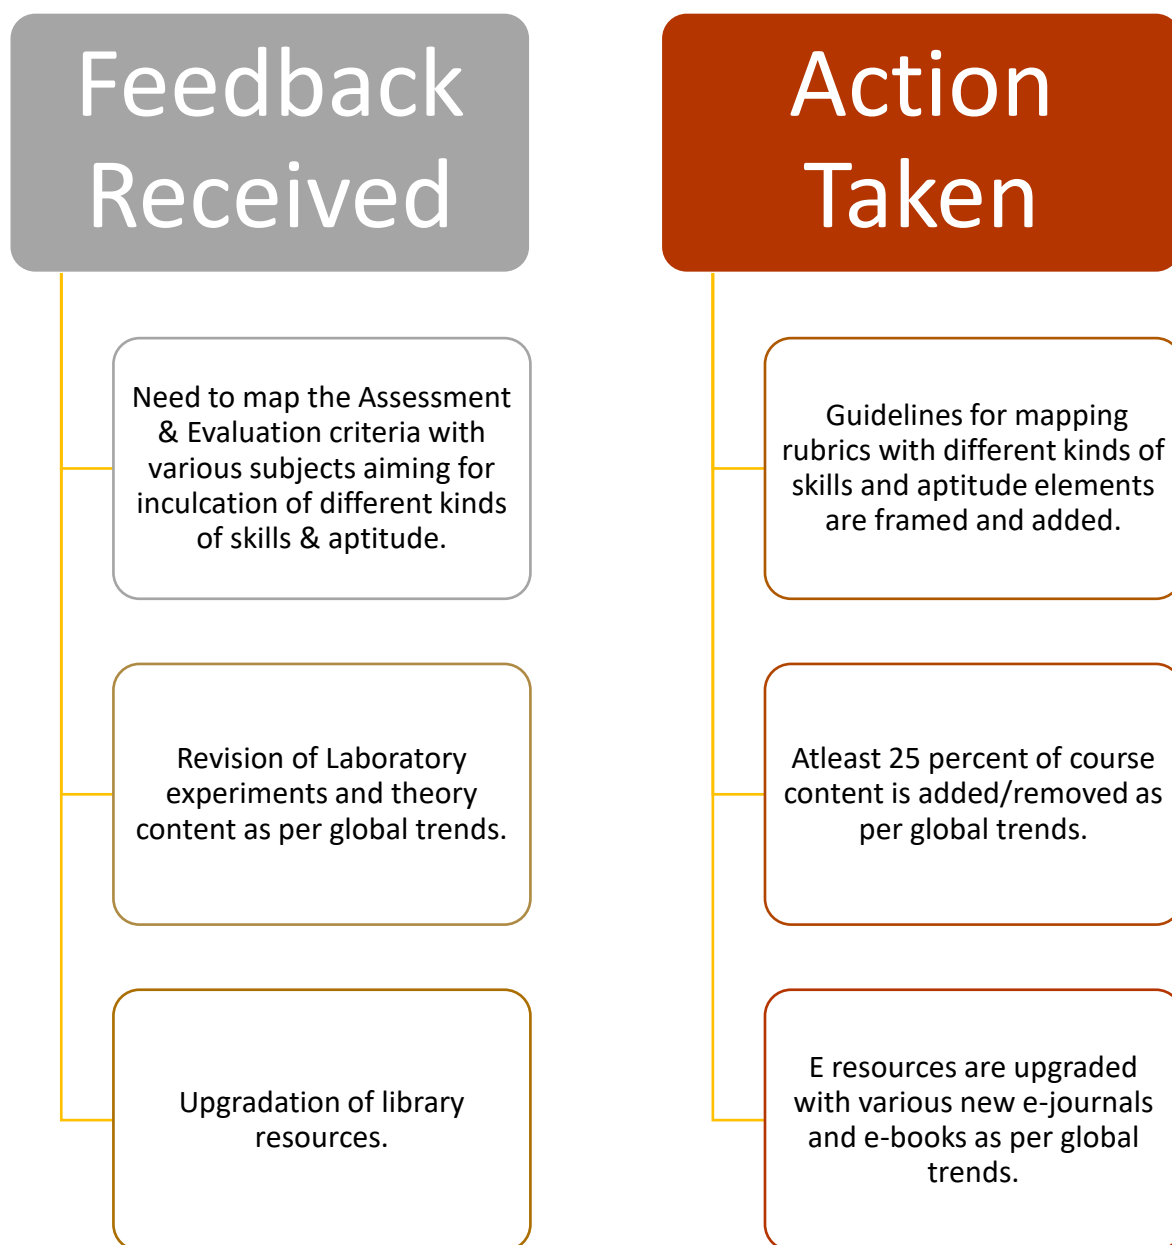 Feedback
Received
Need to map the Assessment
& Evaluation criteria with
various subjects aiming for
inculcation of different kinds
of skills & aptitude.
Revision of Laboratory
experiments and theory
content as per global trends.
Upgradation of library
resources.
Action
Taken
Guidelines for mapping
rubrics with different kinds of
skills and aptitude elements
are framed and added.
Atleast 25 percent of course
content is added/removed as
per global trends.
E resources are upgraded
with various new e-journals
and e-books as per global
trends.